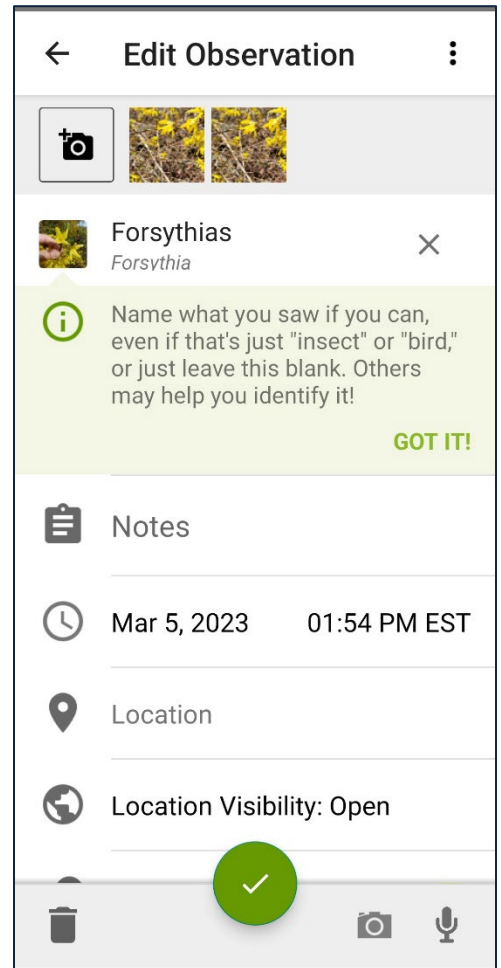 Edit Observation
Forsythias
Forsythia
Name what you saw if you can,
even if that's just "insect" or "bird,"
or just leave this blank. Others
may help you identify it!
GOT IT!
Notes
Mar 5, 2023 01:54 PM EST
Location
Location Visibility: Open